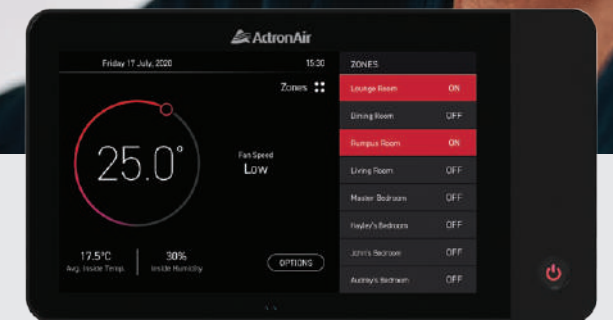 ActronAir
Friday 17 July, 2020 15:30
Zones
25.0°
Fan Speed
Low
17.5°C
Avg. Inside Temp.
30%
Inside Humidity
OPTIONS
ZONES
Lounge Room ON
Dining Room OFF
Rumpus Room ON
Living Room OFF
Master Bedroom OFF
Hayley's Bedroom OFF
John's Bedroom OFF
Audrey's Bedroom OFF